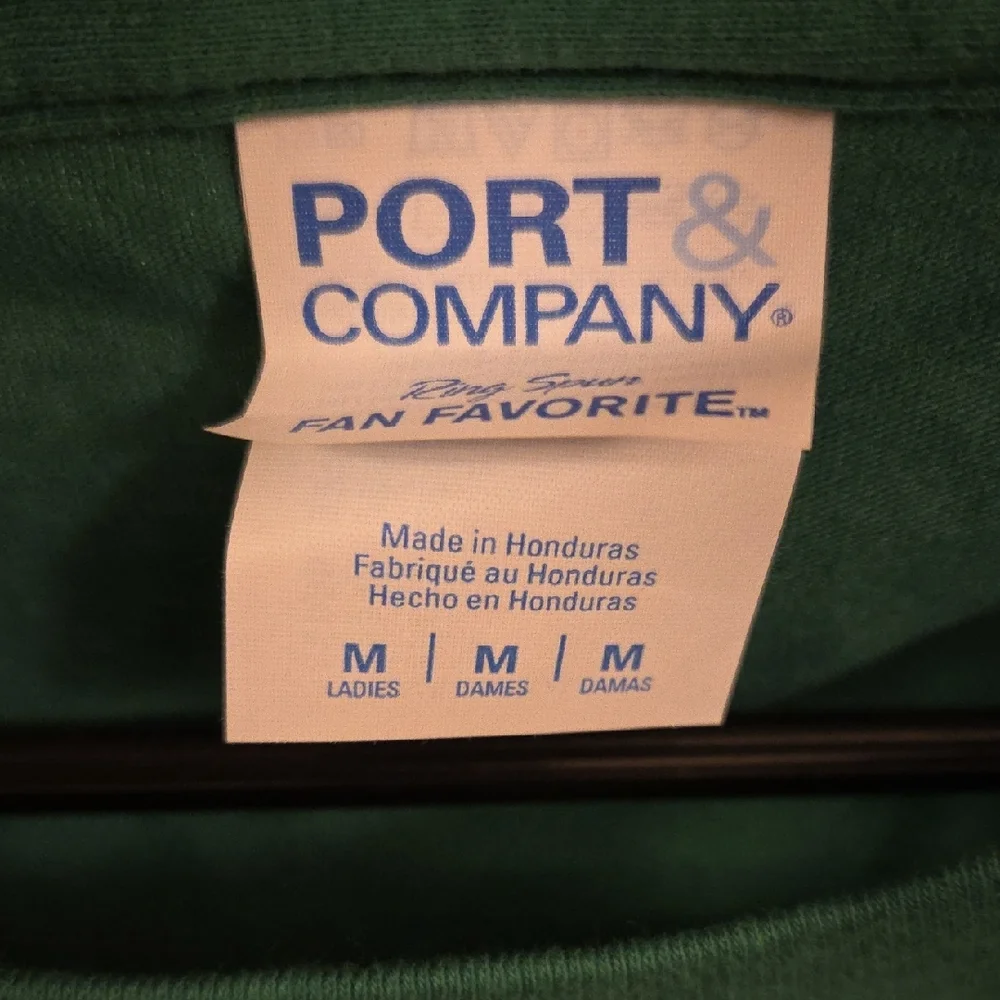 PORT &
COMPANY®
Ring Spun
FAN FAVORITE™
Made in Honduras
Fabriqué au Honduras
Hecho en Honduras
M | M | M
LADIES DAMES DAMAS